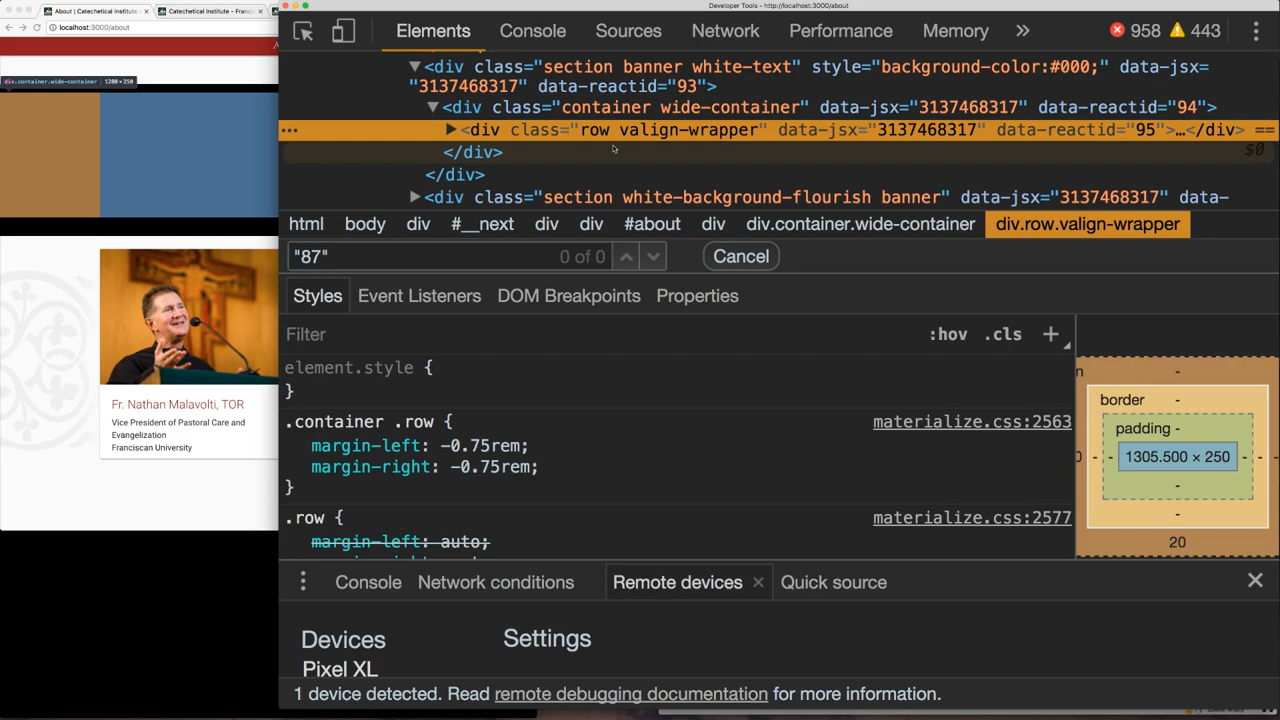 Developer Tools - http://localhost:3000/about
About | Catechetical Institute
Catechetical Institute – Franci
localhost:3000/about
Elements Console Sources Network Performance Memory » 958 443
A
div.container.wide-container | 1280×250
▼<div class="section banner white-text" style="background-color:#000;" data-jsx=
"3137468317" data-reactid="93">
▼<div class="container wide-container" data-jsx="3137468317" data-reactid="94">
… ▶<div class="row valign-wrapper" data-jsx="3137468317" data-reactid="95">…</div> ==
$0
</div>
</div>
▶<div class="section white-background-flourish banner" data-jsx="3137468317" data-
html body div #__next div div #about div div.container.wide-container div.row.valign-wrapper
"87" 0 of 0 Cancel
Styles Event Listeners DOM Breakpoints Properties
Filter :hov .cls +
element.style {
}
.container .row { materialize.css:2563
margin-left: -0.75rem;
margin-right: -0.75rem;
}
.row { materialize.css:2577
margin-left: auto;
n -
border -
padding -
0 - - 1305.500 × 250 - -
-
-
20
Fr. Nathan Malavolti, TOR
Vice President of Pastoral Care and
Evangelization
Franciscan University
Console Network conditions Remote devices × Quick source
Devices Settings
Pixel XL
1 device detected. Read remote debugging documentation for more information.